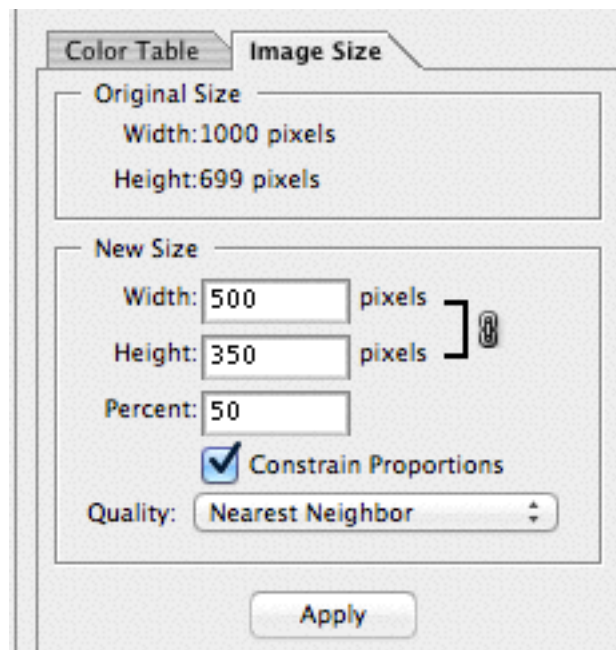 Color Table Image Size
Original Size
Width:1000 pixels
Height:699 pixels
New Size
Width: 500 pixels
Height: 350 pixels
Percent: 50
Constrain Proportions
Quality: Nearest Neighbor
Apply